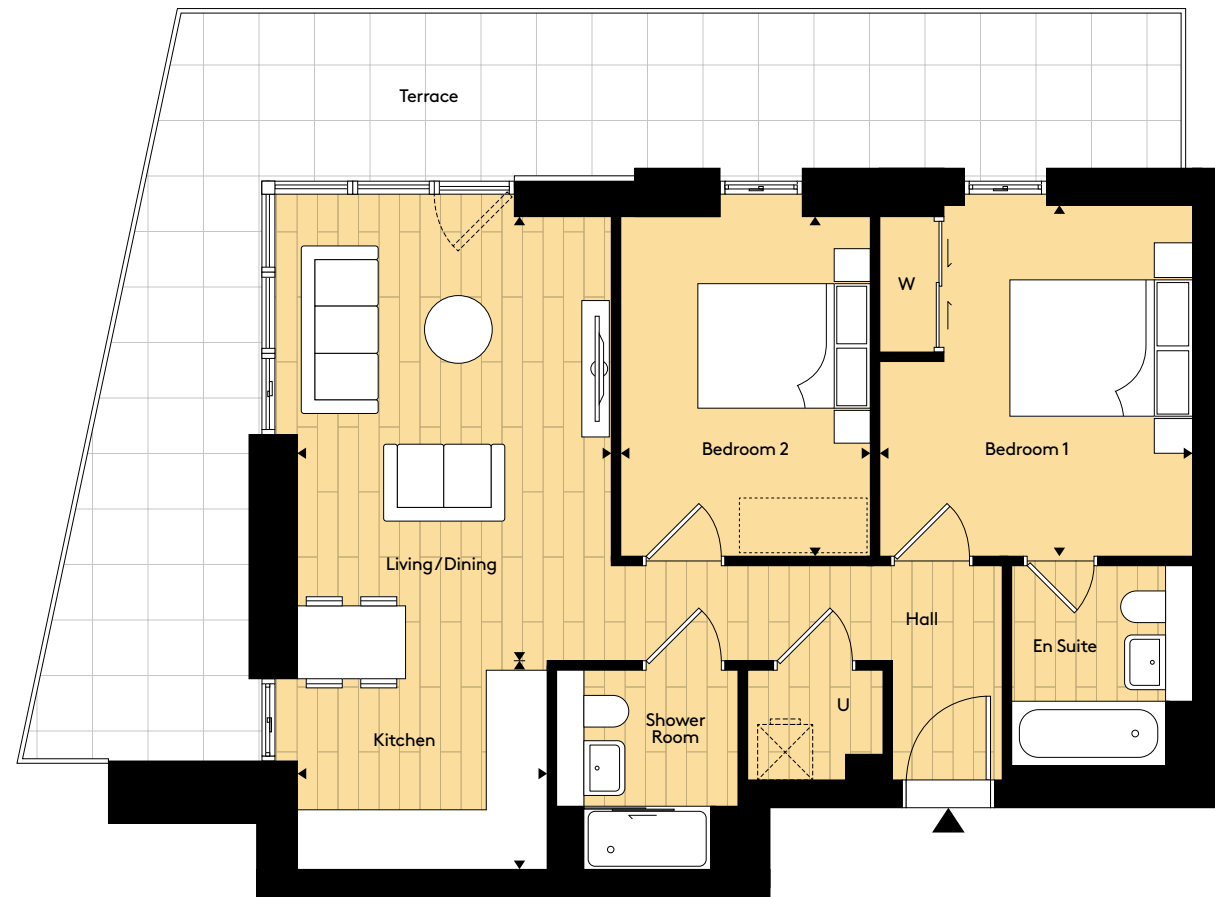 Terrace
W
Bedroom 2
Bedroom 1
Living/Dining
Hall
En Suite
U
Shower
Room
Kitchen